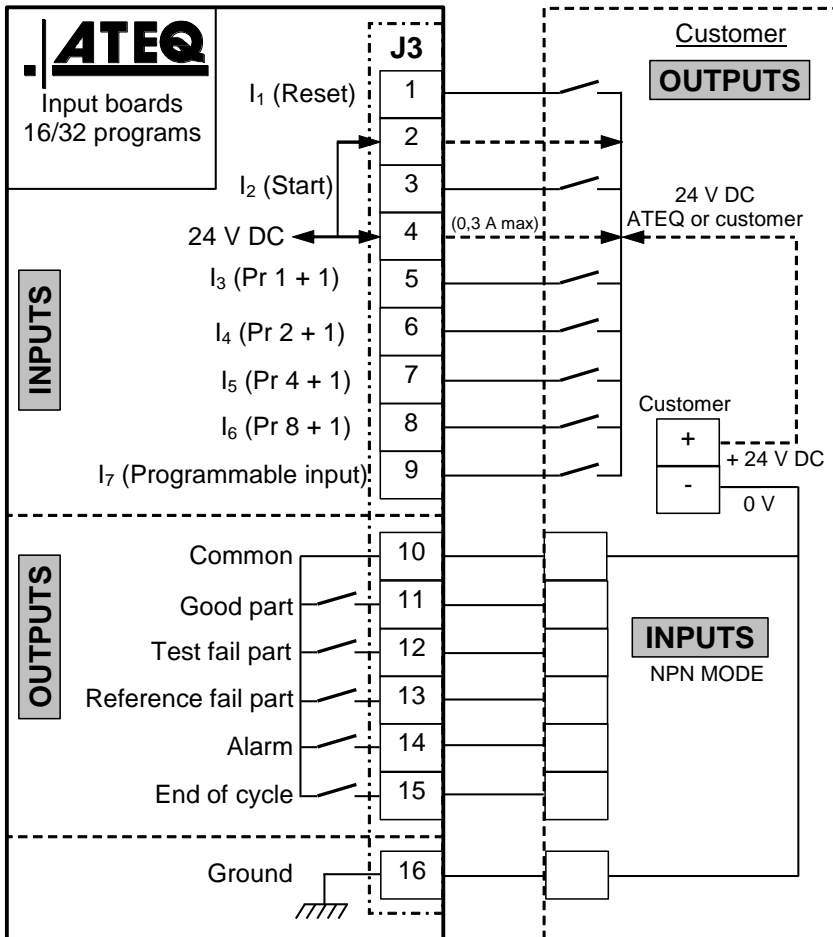 ATEQ
Input boards
16/32 programs
J3
Customer
OUTPUTS
I₁ (Reset)
1
2
I₂ (Start)
3
24 V DC
4
(0,3 A max)
24 V DC
ATEQ or customer
INPUTS
I₃ (Pr 1 + 1)
5
I₄ (Pr 2 + 1)
6
I₅ (Pr 4 + 1)
7
I₆ (Pr 8 + 1)
8
I₇ (Programmable input)
9
Customer
+
+ 24 V DC
-
0 V
OUTPUTS
Common
10
Good part
11
Test fail part
12
Reference fail part
13
Alarm
14
End of cycle
15
INPUTS
NPN MODE
Ground
16